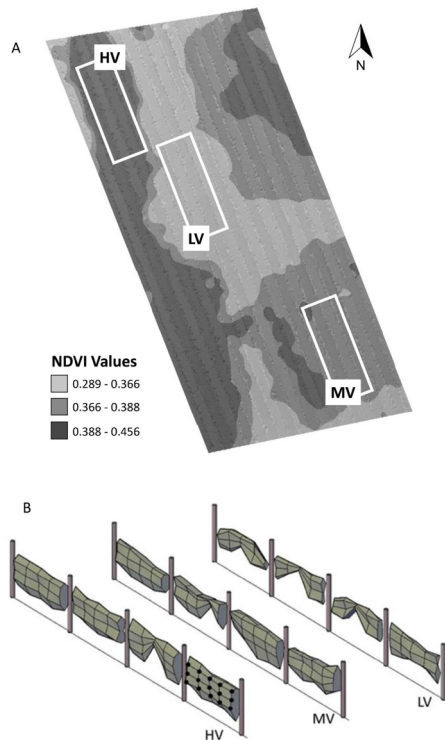 A
HV
N
LV
NDVI Values
0.289 - 0.366
0.366 - 0.388
0.388 - 0.456
MV
B
HV
MV
LV